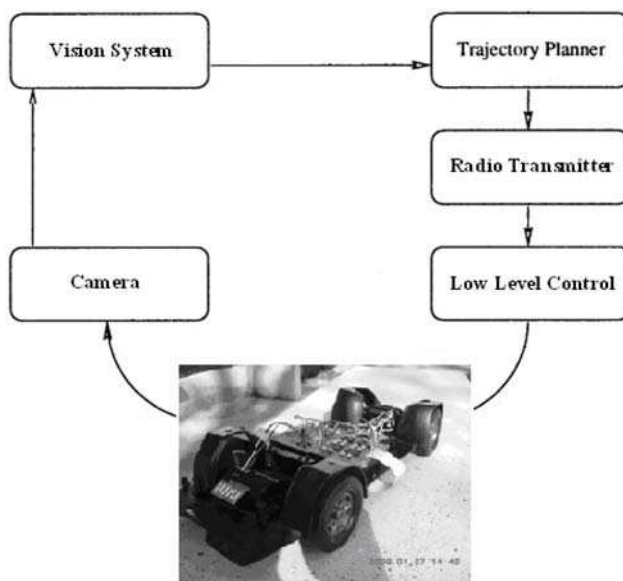 Vision System
Trajectory Planner
Radio Transmitter
Camera
Low Level Control